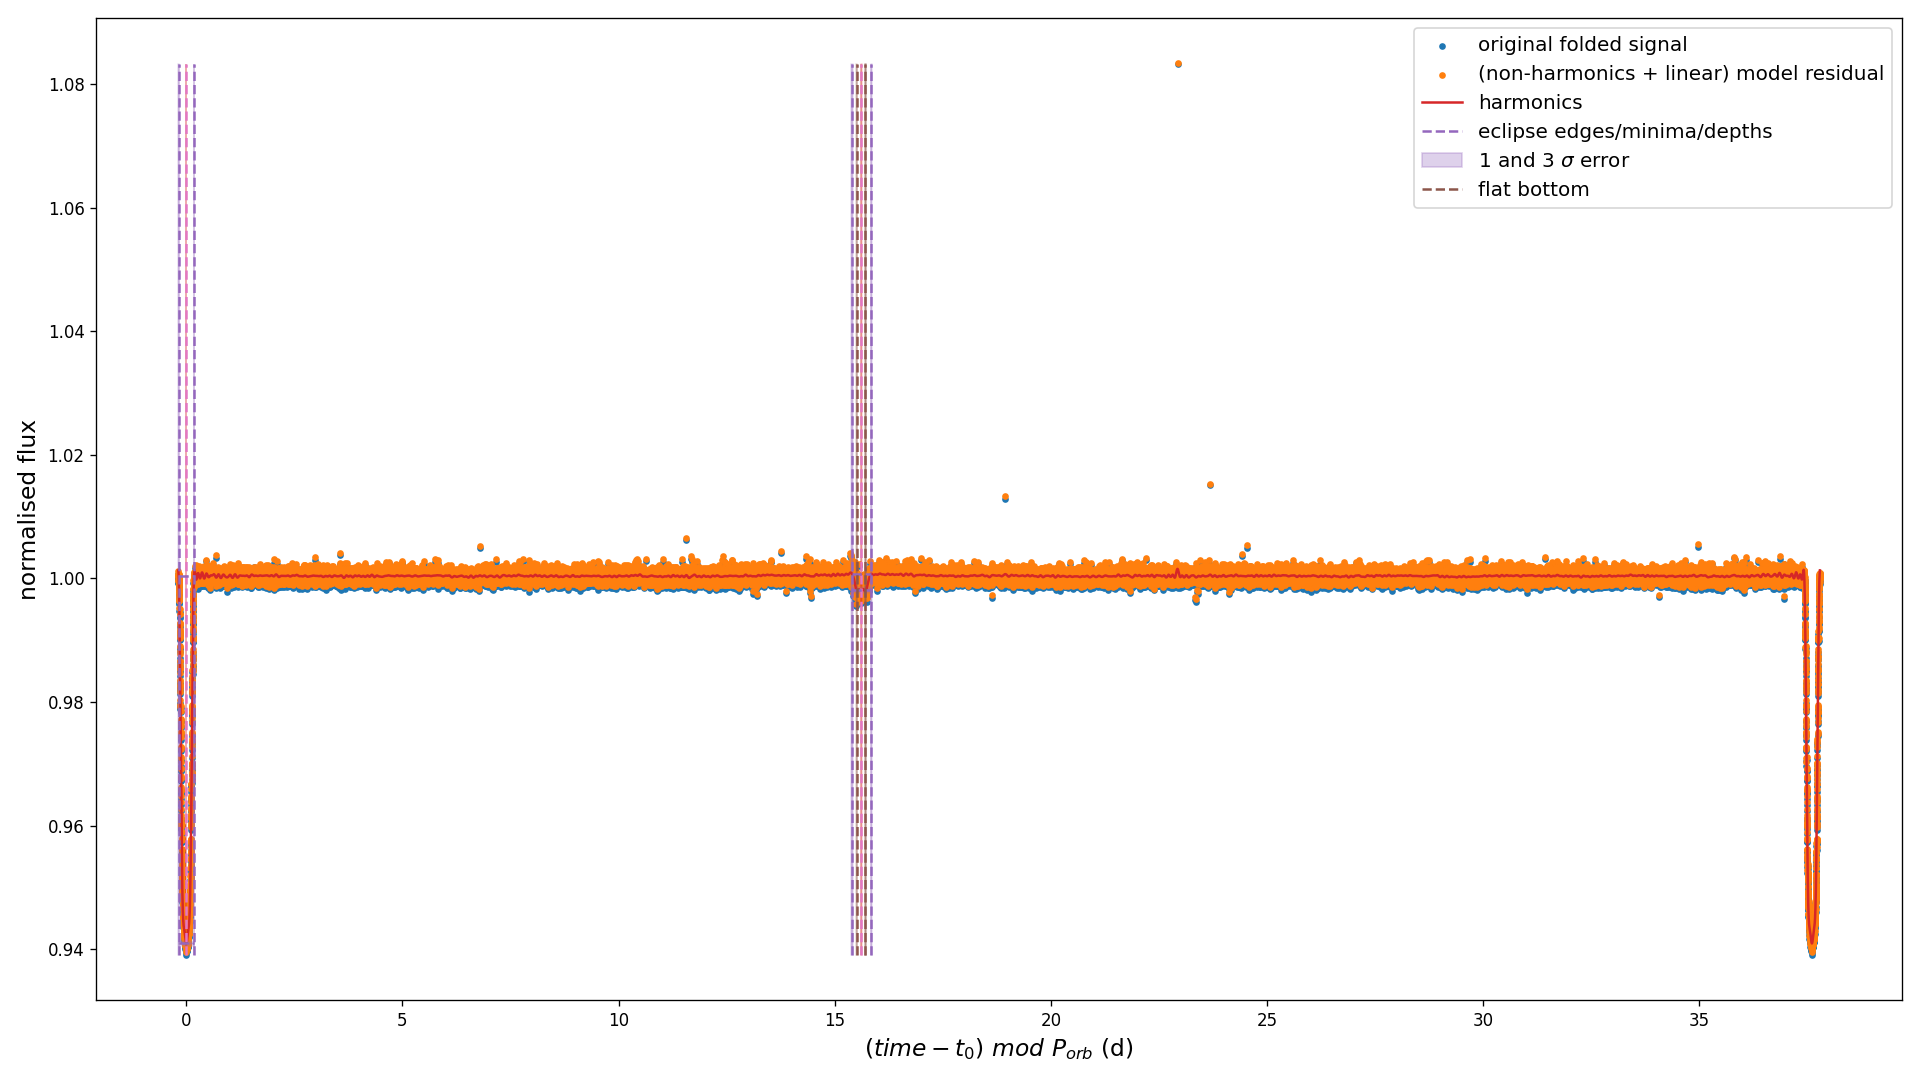 original folded signal
(non-harmonics + linear) model residual
harmonics
eclipse edges/minima/depths
1 and 3 σ error
flat bottom
normalised flux
1.08
1.06
1.04
1.02
1.00
0.98
0.96
0.94
0 5 10 15 20 25 30 35
(time − t₀) mod P_orb (d)